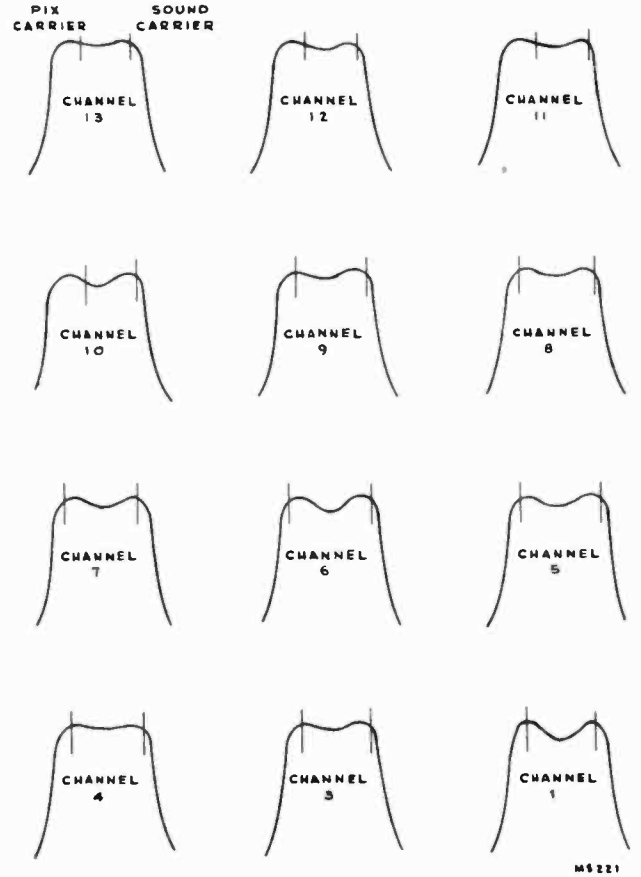 PIX CARRIER
SOUND CARRIER
CHANNEL
13
CHANNEL
12
CHANNEL
11
CHANNEL
10
CHANNEL
9
CHANNEL
8
CHANNEL
7
CHANNEL
6
CHANNEL
5
CHANNEL
4
CHANNEL
3
CHANNEL
1
MS221